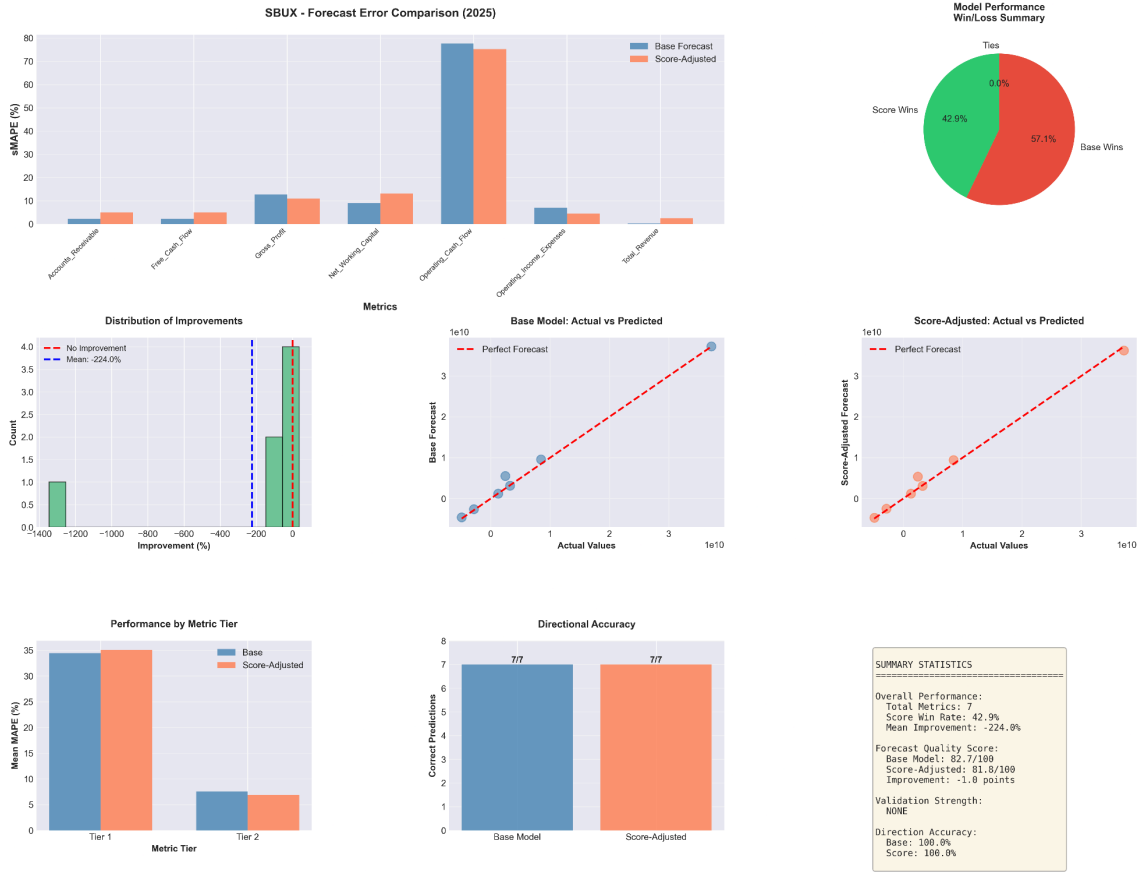 SBUX - Forecast Error Comparison (2025)
sMAPE (%)
80
70
60
50
40
30
20
10
0
Base Forecast
Score-Adjusted
Accounts_Receivable
Free_Cash_Flow
Gross_Profit
Net_Working_Capital
Operating_Cash_Flow
Operating_Income_Expenses
Total_Revenue
Metrics
Model Performance
Win/Loss Summary
Ties
0.0%
Score Wins
42.9%
57.1%
Base Wins
Distribution of Improvements
Count
4.0
3.5
3.0
2.5
2.0
1.5
1.0
0.5
0.0
No Improvement
Mean: -224.0%
−1400 −1200 −1000 −800 −600 −400 −200 0
Improvement (%)
Base Model: Actual vs Predicted
1e10
Perfect Forecast
Base Forecast
3
2
1
0
0 1 2 3
1e10
Actual Values
Score-Adjusted: Actual vs Predicted
1e10
Perfect Forecast
Score-Adjusted Forecast
3
2
1
0
0 1 2 3
1e10
Actual Values
Performance by Metric Tier
Mean MAPE (%)
35
30
25
20
15
10
5
0
Base
Score-Adjusted
Tier 1 Tier 2
Metric Tier
Directional Accuracy
Correct Predictions
8
7
6
5
4
3
2
1
0
7/7 7/7
Base Model Score-Adjusted
SUMMARY STATISTICS
===================================
Overall Performance:
Total Metrics: 7
Score Win Rate: 42.9%
Mean Improvement: -224.0%
Forecast Quality Score:
Base Model: 82.7/100
Score-Adjusted: 81.8/100
Improvement: -1.0 points
Validation Strength:
NONE
Direction Accuracy:
Base: 100.0%
Score: 100.0%